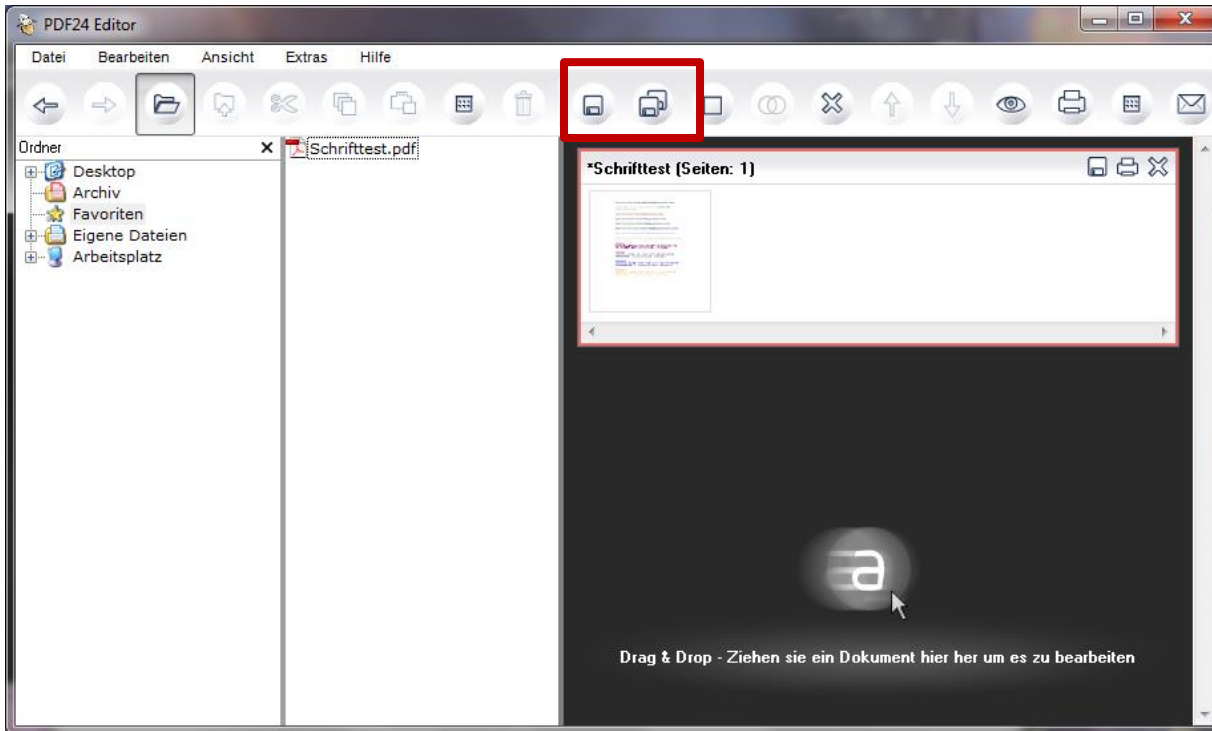 PDF24 Editor
Datei Bearbeiten Ansicht Extras Hilfe
Ordner
Desktop
Archiv
Favoriten
Eigene Dateien
Arbeitsplatz
Schrifttest.pdf
*Schrifttest (Seiten: 1)
a
Drag & Drop - Ziehen sie ein Dokument hier her um es zu bearbeiten